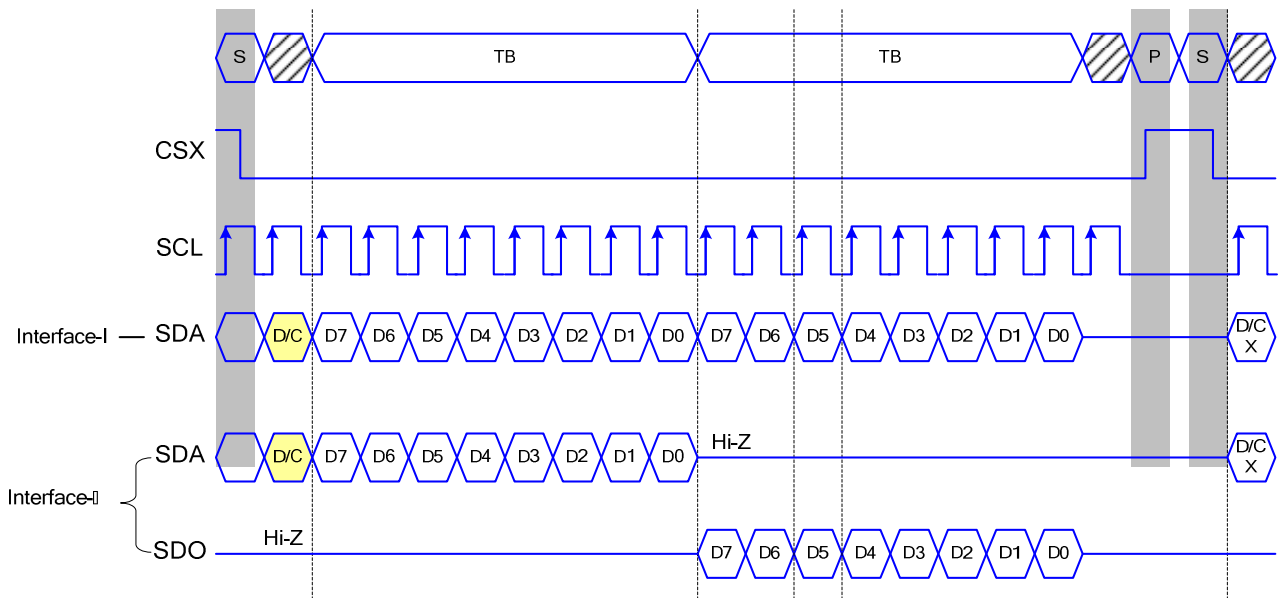 S TB TB P S
CSX
SCL
Interface-I SDA D/C D7 D6 D5 D4 D3 D2 D1 D0 D7 D6 D5 D4 D3 D2 D1 D0 D/C X
SDA D/C D7 D6 D5 D4 D3 D2 D1 D0 Hi-Z D/C X
Interface-▯
SDO Hi-Z D7 D6 D5 D4 D3 D2 D1 D0